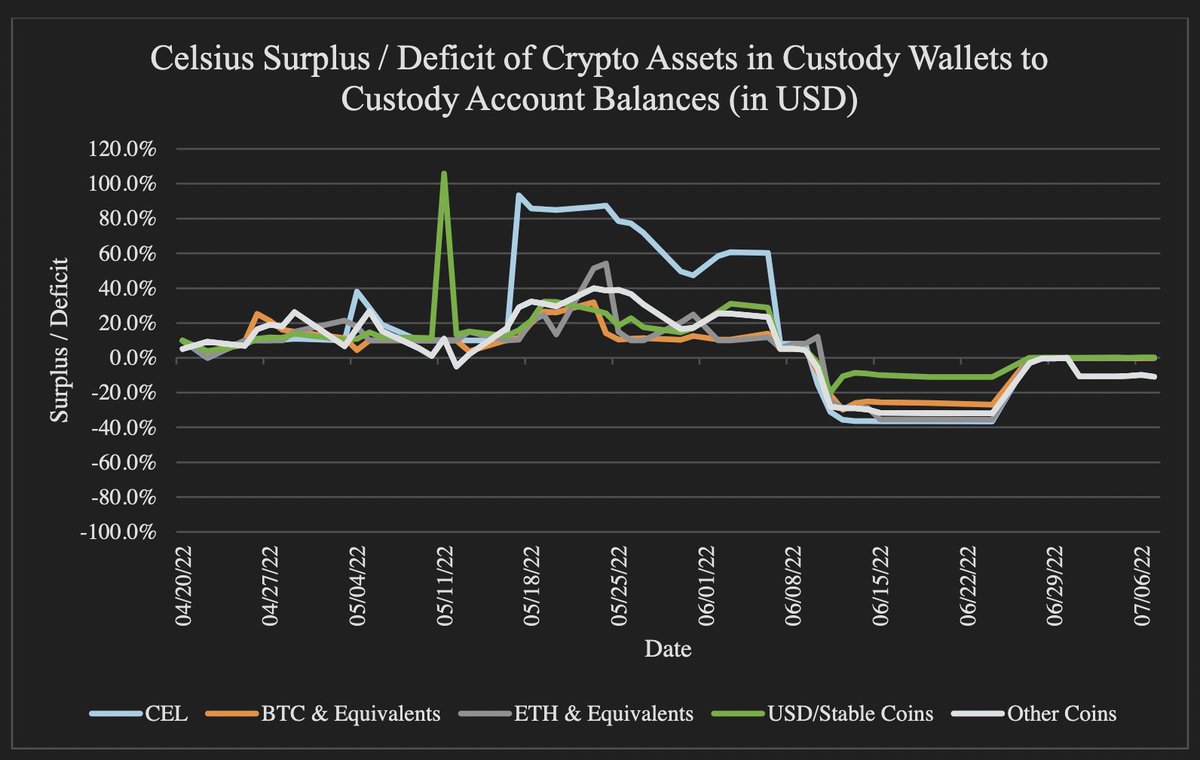 Celsius Surplus / Deficit of Crypto Assets in Custody Wallets to
Custody Account Balances (in USD)
120.0%
100.0%
80.0%
60.0%
40.0%
20.0%
0.0%
-20.0%
-40.0%
-60.0%
-80.0%
-100.0%
Surplus / Deficit
04/20/22
04/27/22
05/04/22
05/11/22
05/18/22
05/25/22
06/01/22
06/08/22
06/15/22
06/22/22
06/29/22
07/06/22
Date
CEL
BTC & Equivalents
ETH & Equivalents
USD/Stable Coins
Other Coins